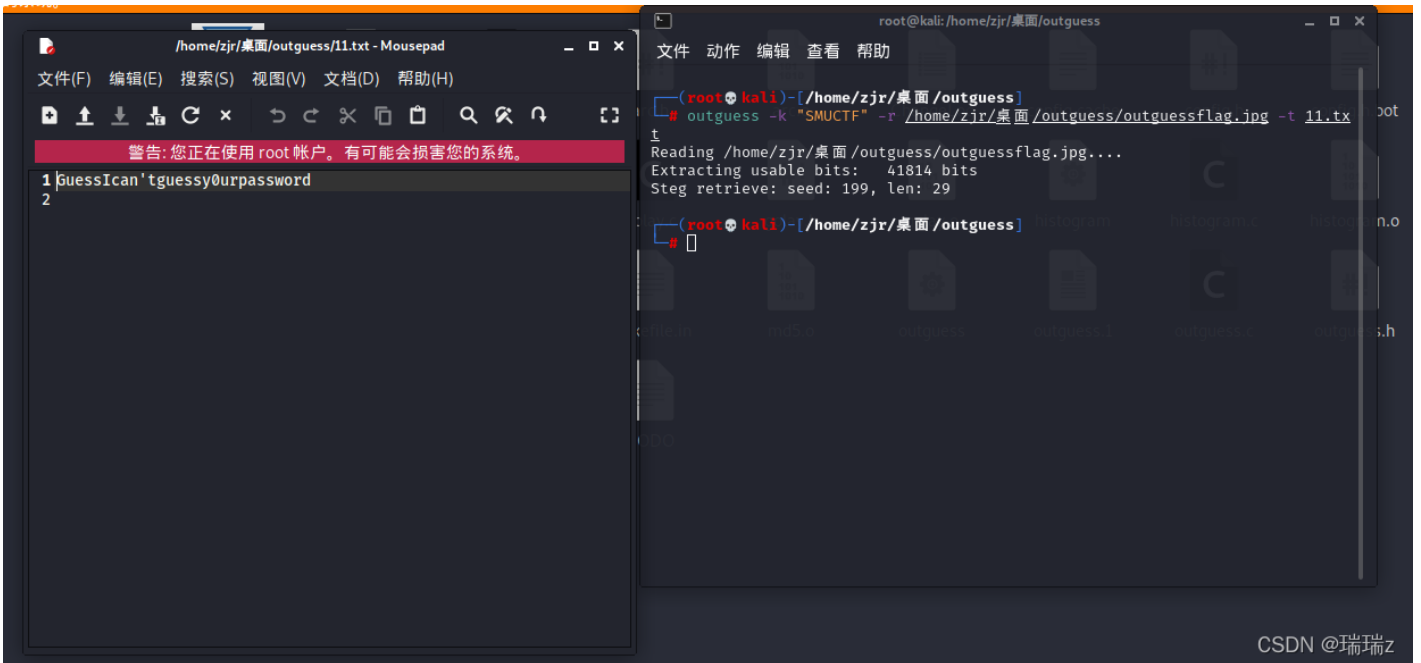 /home/zjr/桌面/outguess/11.txt - Mousepad
文件(F) 编辑(E) 搜索(S) 视图(V) 文档(D) 帮助(H)
警告: 您正在使用 root 帐户。有可能会损害您的系统。
1 GuessIcan'tguessy0urpassword
2
root@kali: /home/zjr/桌面/outguess
文件 动作 编辑 查看 帮助
(root💀kali)-[/home/zjr/桌面/outguess]
# outguess -k "SMUCTF" -r /home/zjr/桌面/outguess/outguessflag.jpg -t 11.tx
t
Reading /home/zjr/桌面/outguess/outguessflag.jpg....
Extracting usable bits: 41814 bits
Steg retrieve: seed: 199, len: 29
(root💀kali)-[/home/zjr/桌面/outguess]
#
histogram histogram.c histogram.o
md5.o outguess outguess.1 outguess.c outguess.h
CSDN @瑞瑞z